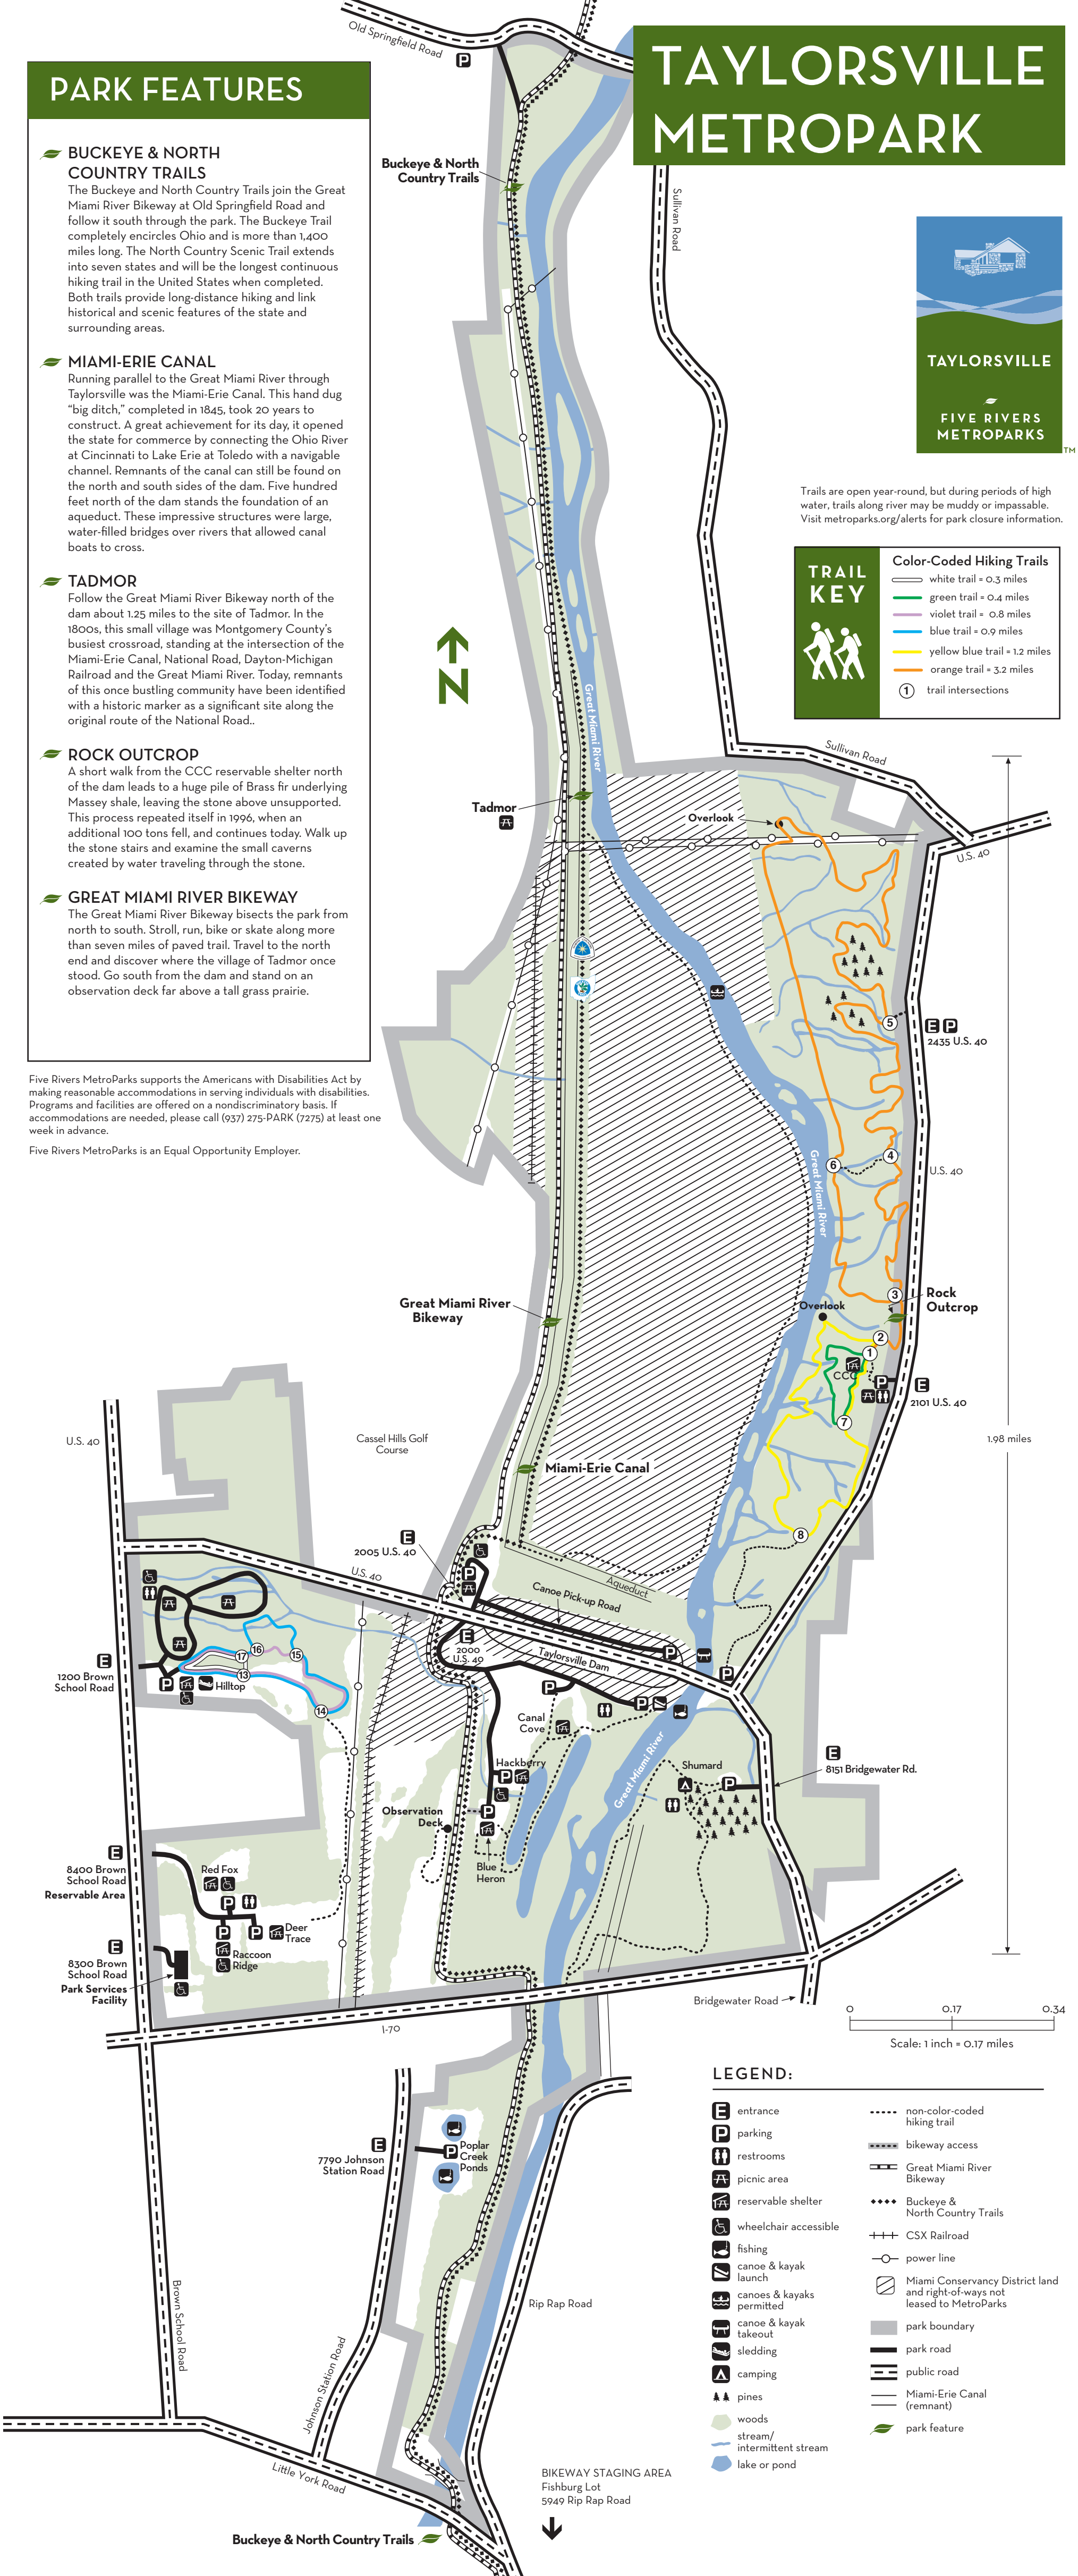 TAYLORSVILLE
METROPARK
Old Springfield Road
PARK FEATURES
BUCKEYE & NORTH
COUNTRY TRAILS
The Buckeye and North Country Trails join the Great
Miami River Bikeway at Old Springfield Road and
follow it south through the park. The Buckeye Trail
completely encircles Ohio and is more than 1,400
miles long. The North Country Scenic Trail extends
into seven states and will be the longest continuous
hiking trail in the United States when completed.
Both trails provide long-distance hiking and link
historical and scenic features of the state and
surrounding areas.
MIAMI-ERIE CANAL
Running parallel to the Great Miami River through
Taylorsville was the Miami-Erie Canal. This hand dug
“big ditch,” completed in 1845, took 20 years to
construct. A great achievement for its day, it opened
the state for commerce by connecting the Ohio River
at Cincinnati to Lake Erie at Toledo with a navigable
channel. Remnants of the canal can still be found on
the north and south sides of the dam. Five hundred
feet north of the dam stands the foundation of an
aqueduct. These impressive structures were large,
water-filled bridges over rivers that allowed canal
boats to cross.
TADMOR
Follow the Great Miami River Bikeway north of the
dam about 1.25 miles to the site of Tadmor. In the
1800s, this small village was Montgomery County’s
busiest crossroad, standing at the intersection of the
Miami-Erie Canal, National Road, Dayton-Michigan
Railroad and the Great Miami River. Today, remnants
of this once bustling community have been identified
with a historic marker as a significant site along the
original route of the National Road..
ROCK OUTCROP
A short walk from the CCC reservable shelter north
of the dam leads to a huge pile of Brass fir underlying
Massey shale, leaving the stone above unsupported.
This process repeated itself in 1996, when an
additional 100 tons fell, and continues today. Walk up
the stone stairs and examine the small caverns
created by water traveling through the stone.
GREAT MIAMI RIVER BIKEWAY
The Great Miami River Bikeway bisects the park from
north to south. Stroll, run, bike or skate along more
than seven miles of paved trail. Travel to the north
end and discover where the village of Tadmor once
stood. Go south from the dam and stand on an
observation deck far above a tall grass prairie.
Five Rivers MetroParks supports the Americans with Disabilities Act by
making reasonable accommodations in serving individuals with disabilities.
Programs and facilities are offered on a nondiscriminatory basis. If
accommodations are needed, please call (937) 275-PARK (7275) at least one
week in advance.
Five Rivers MetroParks is an Equal Opportunity Employer.
P
Buckeye & North
Country Trails
Sullivan Road
TAYLORSVILLE
FIVE RIVERS
METROPARKS
TM
Trails are open year-round, but during periods of high
water, trails along river may be muddy or impassable.
Visit metroparks.org/alerts for park closure information.
TRAIL
KEY
Color-Coded Hiking Trails
white trail = 0.3 miles
green trail = 0.4 miles
violet trail = 0.8 miles
blue trail = 0.9 miles
yellow blue trail = 1.2 miles
orange trail = 3.2 miles
1 trail intersections
N
Great Miami River
Sullivan Road
Tadmor
Overlook
U.S. 40
5
E P
2435 U.S. 40
4
6
U.S. 40
Great Miami River
3
Rock
Outcrop
Great Miami River
Bikeway
Overlook
2
1
CCC
P
E
2101 U.S. 40
7
1.98 miles
U.S. 40
Cassel Hills Golf
Course
Miami-Erie Canal
8
E
2005 U.S. 40
U.S. 40
P
Aqueduct
Canoe Pick-up Road
E
2000
U.S. 40
Taylorsville Dam
P
P
16
17
15
13
14
E
1200 Brown
School Road
P
Hilltop
P
P
Canal
Cove
Great Miami River
Hackberry
P
Shumard
P
E
8151 Bridgewater Rd.
Observation
Deck
P
Blue
Heron
E
8400 Brown
School Road
Reservable Area
Red Fox
P
P
P
Deer
Trace
Raccoon
Ridge
E
8300 Brown
School Road
Park Services
Facility
I-70
Bridgewater Road
0 0.17 0.34
Scale: 1 inch = 0.17 miles
E
7790 Johnson
Station Road
P
Poplar
Creek
Ponds
Brown School Road
Johnson Station Road
Rip Rap Road
Little York Road
Buckeye & North Country Trails
BIKEWAY STAGING AREA
Fishburg Lot
5949 Rip Rap Road
LEGEND:
E entrance
P parking
restrooms
picnic area
reservable shelter
wheelchair accessible
fishing
canoe & kayak
launch
canoes & kayaks
permitted
canoe & kayak
takeout
sledding
camping
pines
woods
stream/
intermittent stream
lake or pond
non-color-coded
hiking trail
bikeway access
Great Miami River
Bikeway
Buckeye &
North Country Trails
CSX Railroad
power line
Miami Conservancy District land
and right-of-ways not
leased to MetroParks
park boundary
park road
public road
Miami-Erie Canal
(remnant)
park feature